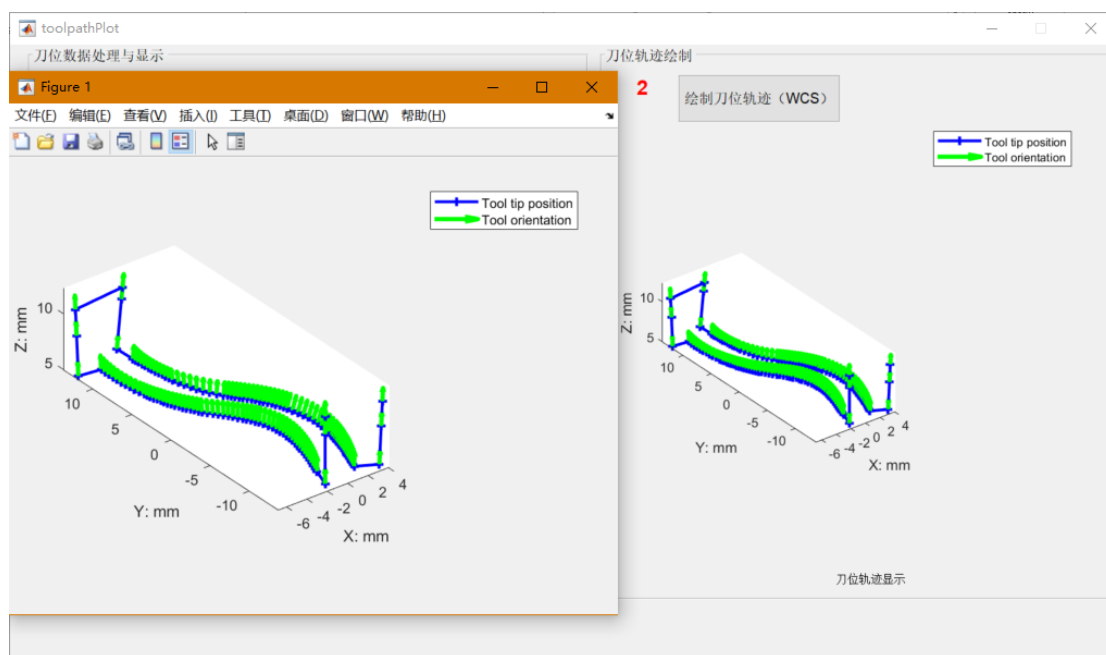 toolpathPlot
刀位数据处理与显示
刀位轨迹绘制
Figure 1
文件(F) 编辑(E) 查看(V) 插入(I) 工具(T) 桌面(D) 窗口(W) 帮助(H)
Tool tip position
Tool orientation
Z: mm
10
5
10
5
0
-5
-10
Y: mm
-6
-4
-2
0
2
4
X: mm
2
绘制刀位轨迹（WCS）
Tool tip position
Tool orientation
Z: mm
10
5
10
5
0
-5
-10
Y: mm
-6
-4
-2
0
2
4
X: mm
刀位轨迹显示